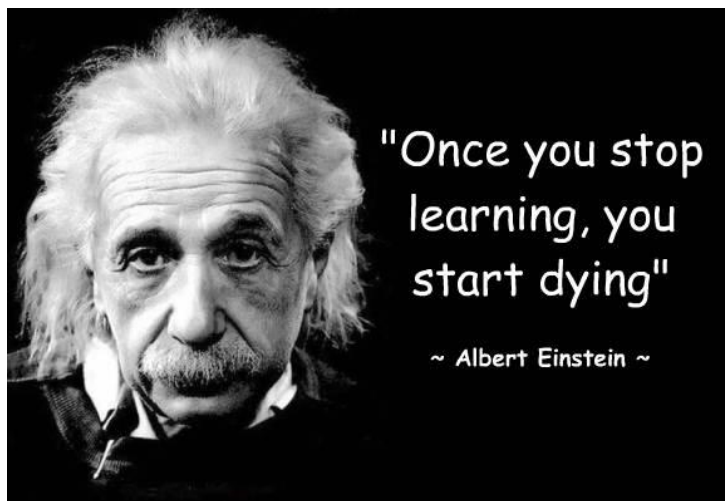 "Once you stop
learning, you
start dying"
~ Albert Einstein ~